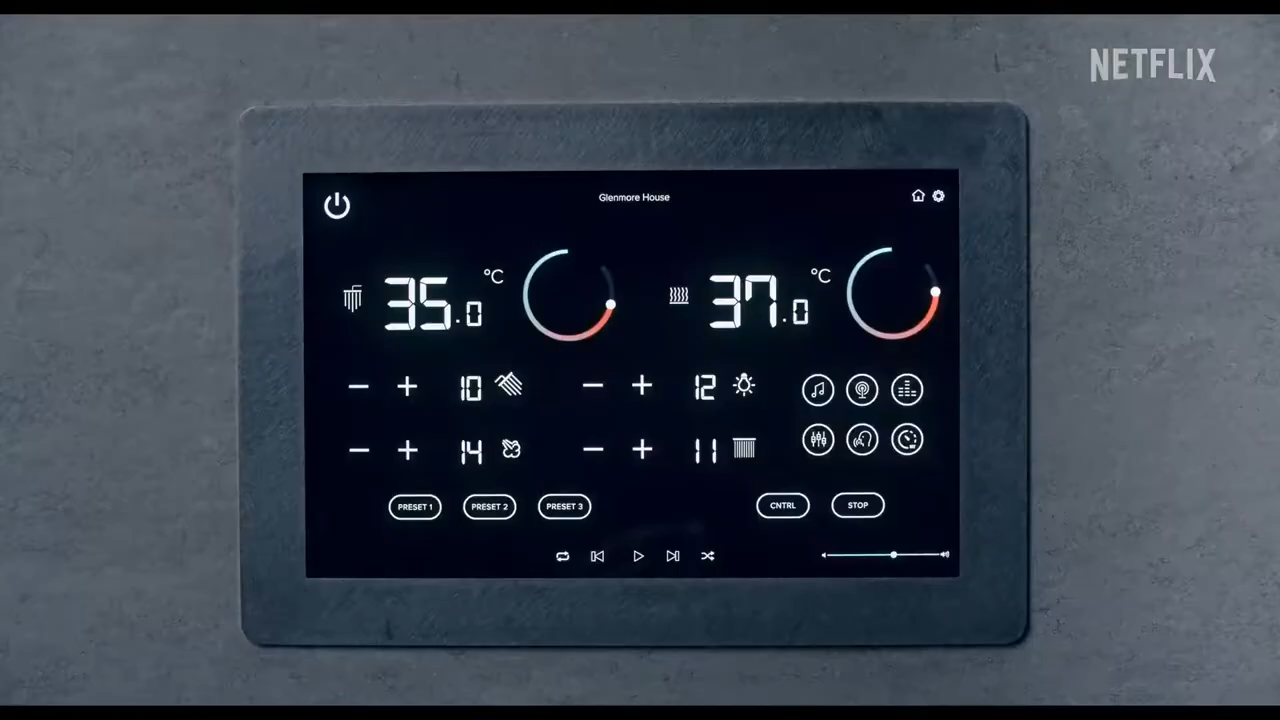 NETFLIX
Glenmore House
35.0 °C
37.0 °C
10
12
14
11
PRESET 1 PRESET 2 PRESET 3 CNTRL STOP